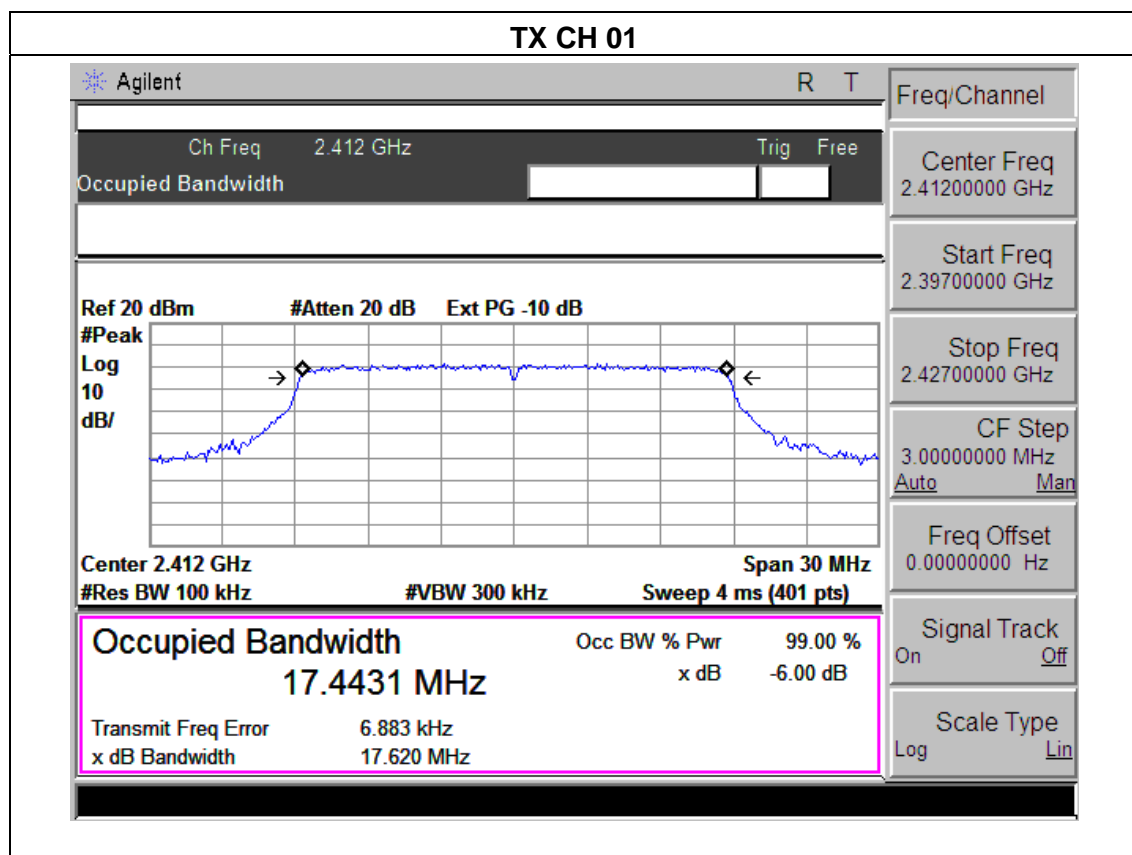 TX CH 01
Agilent R T
Freq/Channel
Ch Freq 2.412 GHz Trig Free
Occupied Bandwidth
Center Freq
2.41200000 GHz
Start Freq
2.39700000 GHz
Stop Freq
2.42700000 GHz
CF Step
3.00000000 MHz
Auto Man
Freq Offset
0.00000000 Hz
Signal Track
On Off
Scale Type
Log Lin
Ref 20 dBm #Atten 20 dB Ext PG -10 dB
#Peak
Log
10
dB/
Center 2.412 GHz Span 30 MHz
#Res BW 100 kHz #VBW 300 kHz Sweep 4 ms (401 pts)
Occupied Bandwidth Occ BW % Pwr 99.00 %
17.4431 MHz x dB -6.00 dB
Transmit Freq Error 6.883 kHz
x dB Bandwidth 17.620 MHz